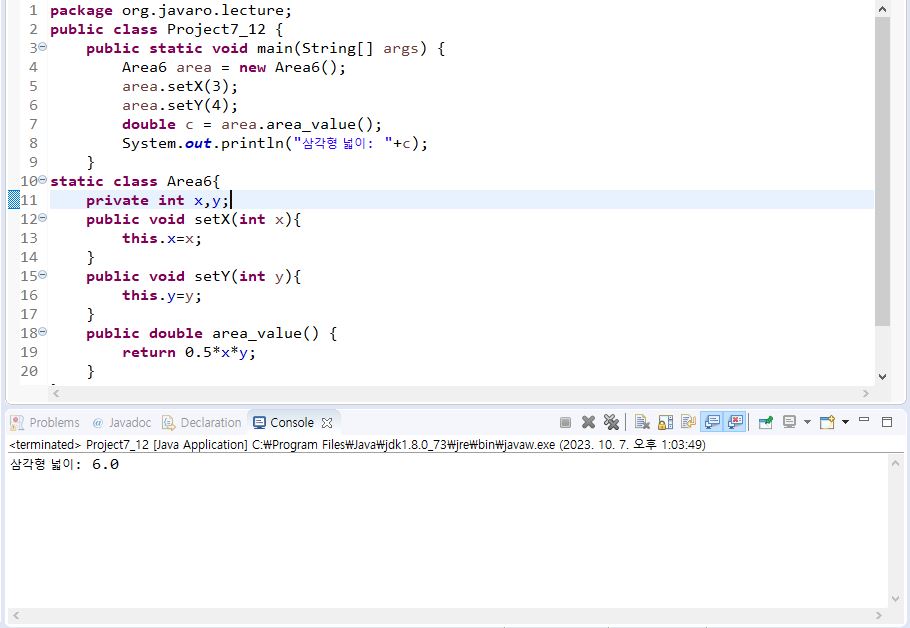 1 package org.javaro.lecture;
2 public class Project7_12 {
3 public static void main(String[] args) {
4 Area6 area = new Area6();
5 area.setX(3);
6 area.setY(4);
7 double c = area.area_value();
8 System.out.println("삼각형 넓이: "+c);
9 }
10 static class Area6{
11 private int x,y;
12 public void setX(int x){
13 this.x=x;
14 }
15 public void setY(int y){
16 this.y=y;
17 }
18 public double area_value() {
19 return 0.5*x*y;
20 }
Problems @ Javadoc Declaration Console
<terminated> Project7_12 [Java Application] C:₩Program Files₩Java₩jdk1.8.0_73₩jre₩bin₩javaw.exe (2023. 10. 7. 오후 1:03:49)
삼각형 넓이: 6.0